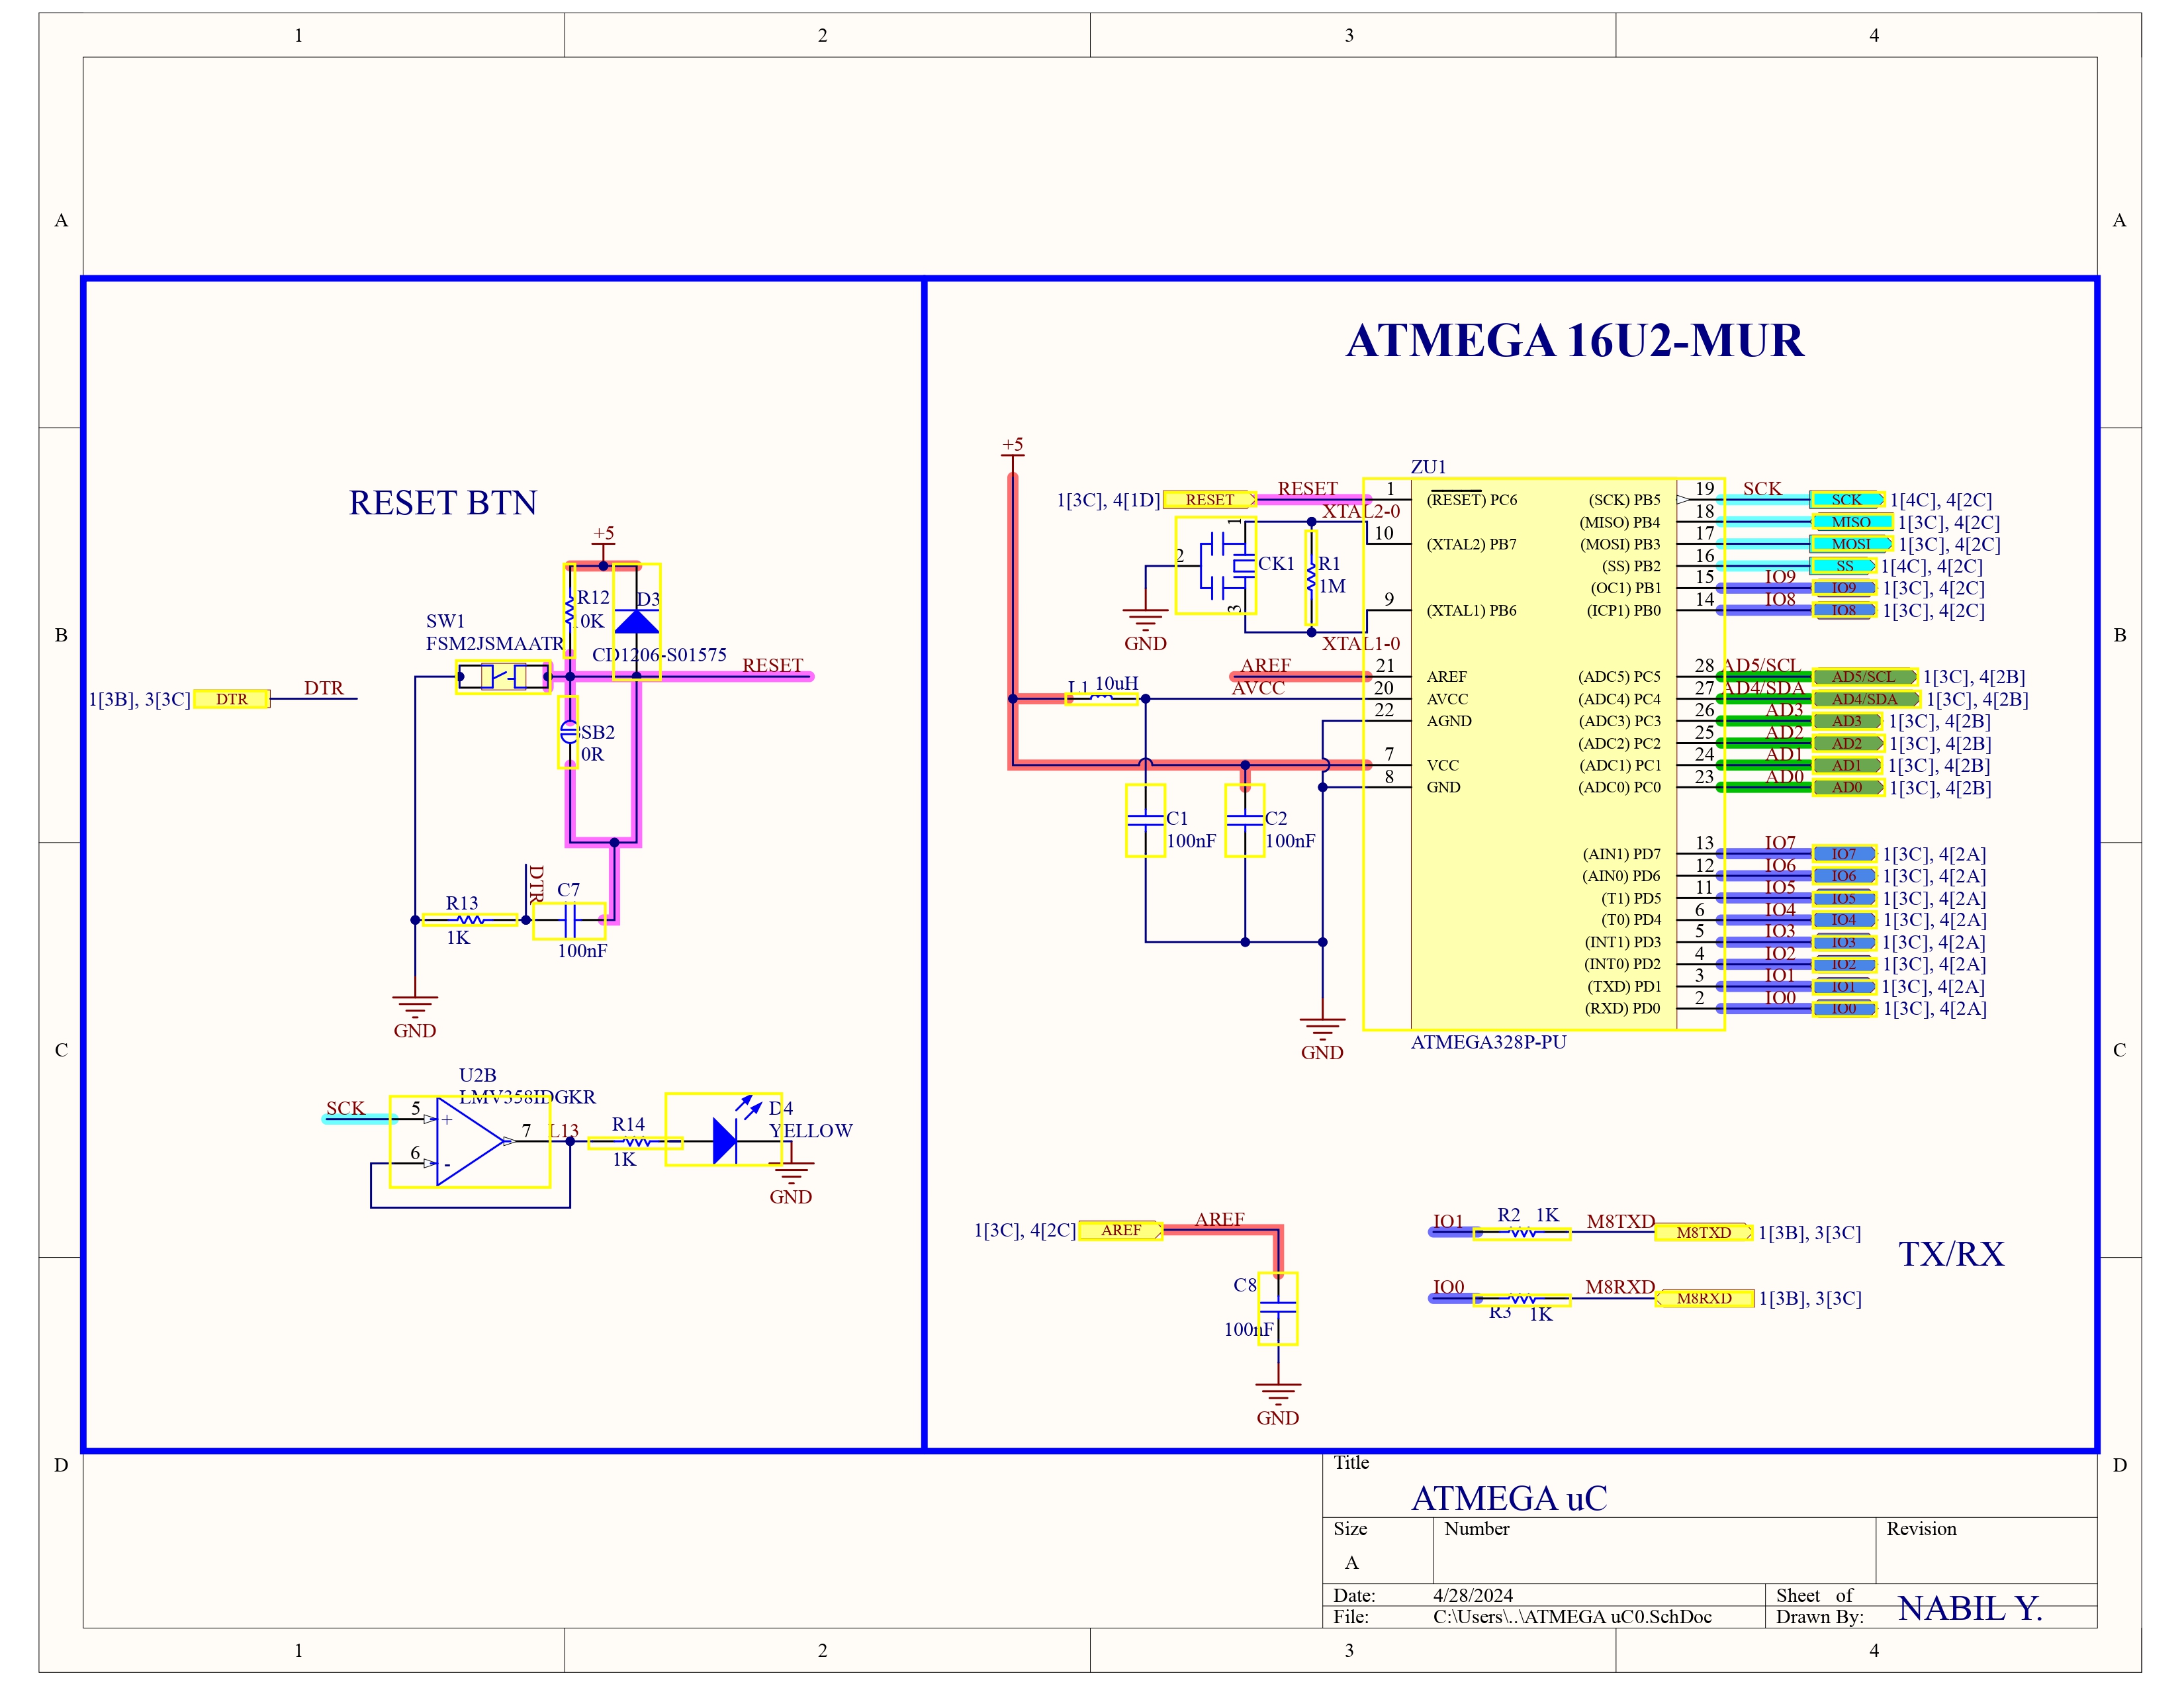 1 2 3 4
A A
B B
C C
D D
RESET BTN
+5
R12
D3
SW1
FSM2JSMAATR
CD1206-S01575
RESET
1[3B], 3[3C] DTR DTR
SB2
0R
DTR
R13
1K
C7
100nF
GND
U2B
LMV358IDGKR
SCK 5 +
6 -
7 L13
R14
1K
D4
YELLOW
GND
ATMEGA 16U2-MUR
+5
ZU1
1[3C], 4[1D] RESET RESET 1 (RESET) PC6
XTAL2-0
10 (XTAL2) PB7
1
2
3
CK1
R1
1M
GND
9 (XTAL1) PB6
XTAL1-0
AREF 21 AREF
L1 10uH AVCC 20 AVCC
22 AGND
7 VCC
8 GND
C1
100nF
C2
100nF
GND
(SCK) PB5 19 SCK SCK 1[4C], 4[2C]
(MISO) PB4 18 MISO 1[3C], 4[2C]
(MOSI) PB3 17 MOSI 1[3C], 4[2C]
(SS) PB2 16 SS 1[4C], 4[2C]
(OC1) PB1 15 IO9 IO9 1[3C], 4[2C]
(ICP1) PB0 14 IO8 IO8 1[3C], 4[2C]
(ADC5) PC5 28 AD5/SCL AD5/SCL 1[3C], 4[2B]
(ADC4) PC4 27 AD4/SDA AD4/SDA 1[3C], 4[2B]
(ADC3) PC3 26 AD3 AD3 1[3C], 4[2B]
(ADC2) PC2 25 AD2 AD2 1[3C], 4[2B]
(ADC1) PC1 24 AD1 AD1 1[3C], 4[2B]
(ADC0) PC0 23 AD0 AD0 1[3C], 4[2B]
(AIN1) PD7 13 IO7 IO7 1[3C], 4[2A]
(AIN0) PD6 12 IO6 IO6 1[3C], 4[2A]
(T1) PD5 11 IO5 IO5 1[3C], 4[2A]
(T0) PD4 6 IO4 IO4 1[3C], 4[2A]
(INT1) PD3 5 IO3 IO3 1[3C], 4[2A]
(INT0) PD2 4 IO2 IO2 1[3C], 4[2A]
(TXD) PD1 3 IO1 IO1 1[3C], 4[2A]
(RXD) PD0 2 IO0 IO0 1[3C], 4[2A]
ATMEGA328P-PU
1[3C], 4[2C] AREF AREF
C8
100nF
GND
IO1 R2 1K M8TXD M8TXD 1[3B], 3[3C]
TX/RX
IO0 R3 1K M8RXD M8RXD 1[3B], 3[3C]
Title
ATMEGA uC
Size Number Revision
A
Date: 4/28/2024 Sheet of
File: C:\Users\..\ATMEGA uC0.SchDoc Drawn By: NABIL Y.
1 2 3 4